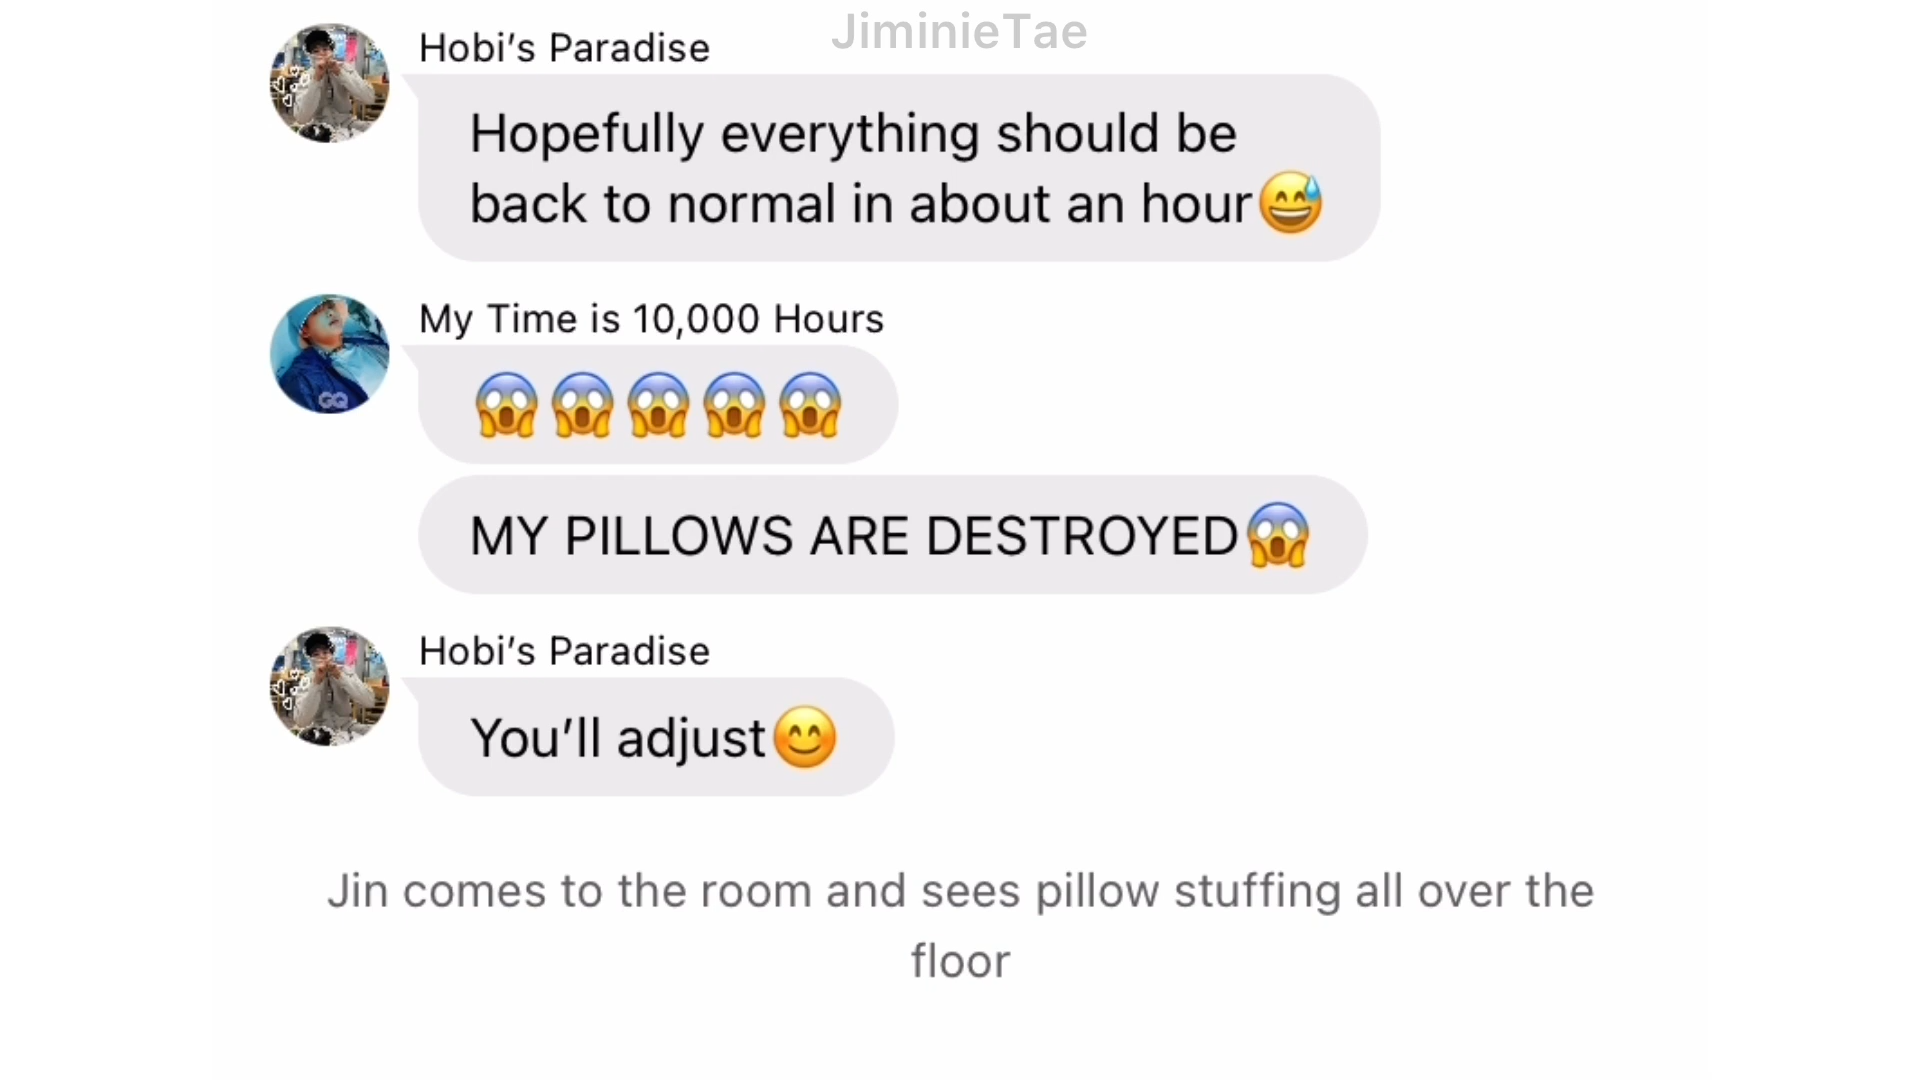 JiminieTae
Hobi's Paradise
Hopefully everything should be
back to normal in about an hour😅
My Time is 10,000 Hours
😱😱😱😱😱
MY PILLOWS ARE DESTROYED😱
GQ
Hobi's Paradise
You'll adjust😊
Jin comes to the room and sees pillow stuffing all over the
floor